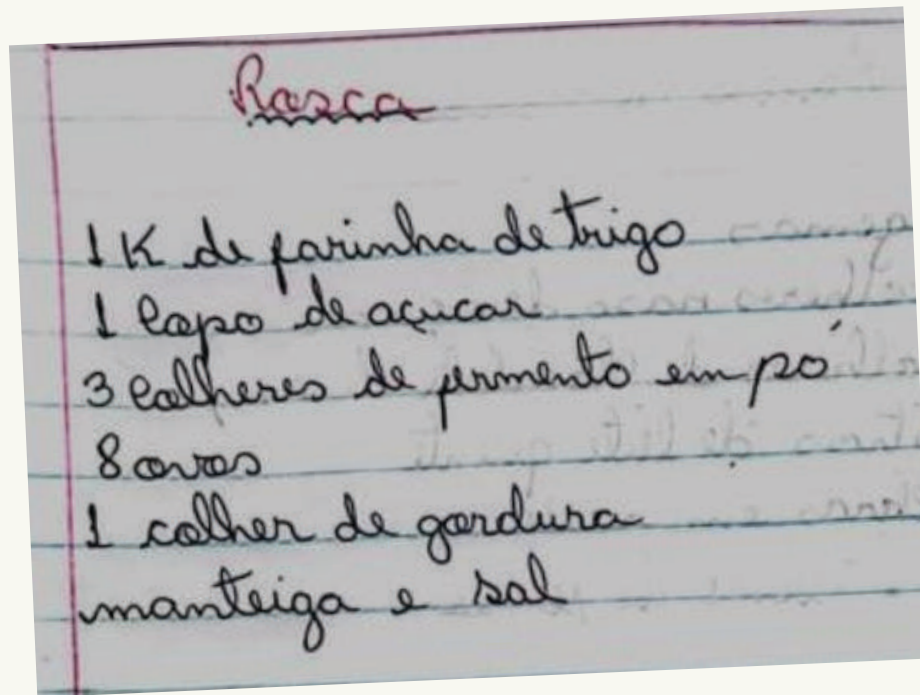 Rosca
1 K de farinha de trigo
1 copo de açucar
3 colheres de fermento em pó
8 ovos
1 colher de gordura
manteiga e sal